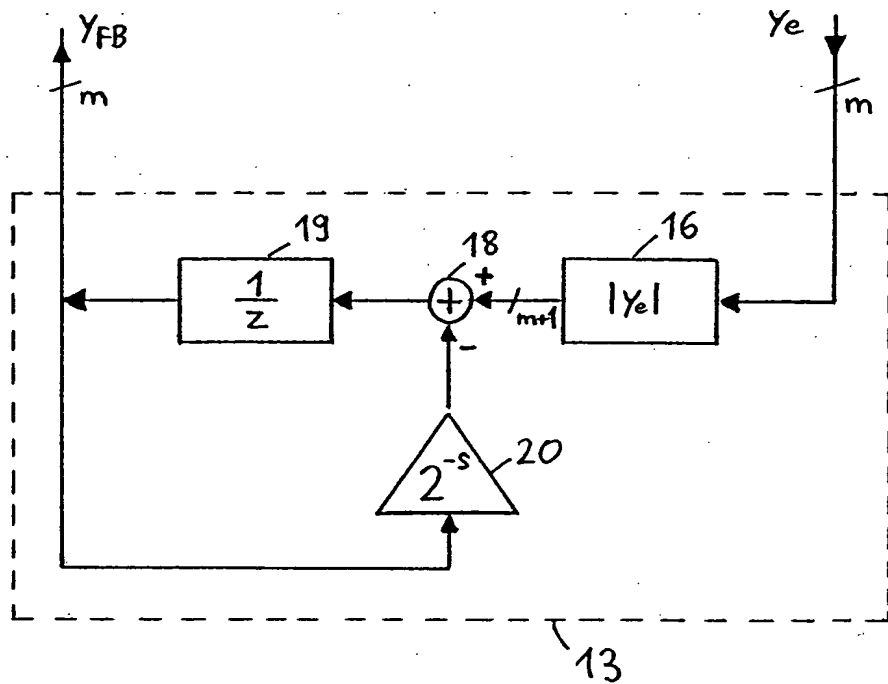 Y_FB
Ye
m
m
19
18
16
1/z
+
+
m+1
|Ye|
-
2^-s
20
13